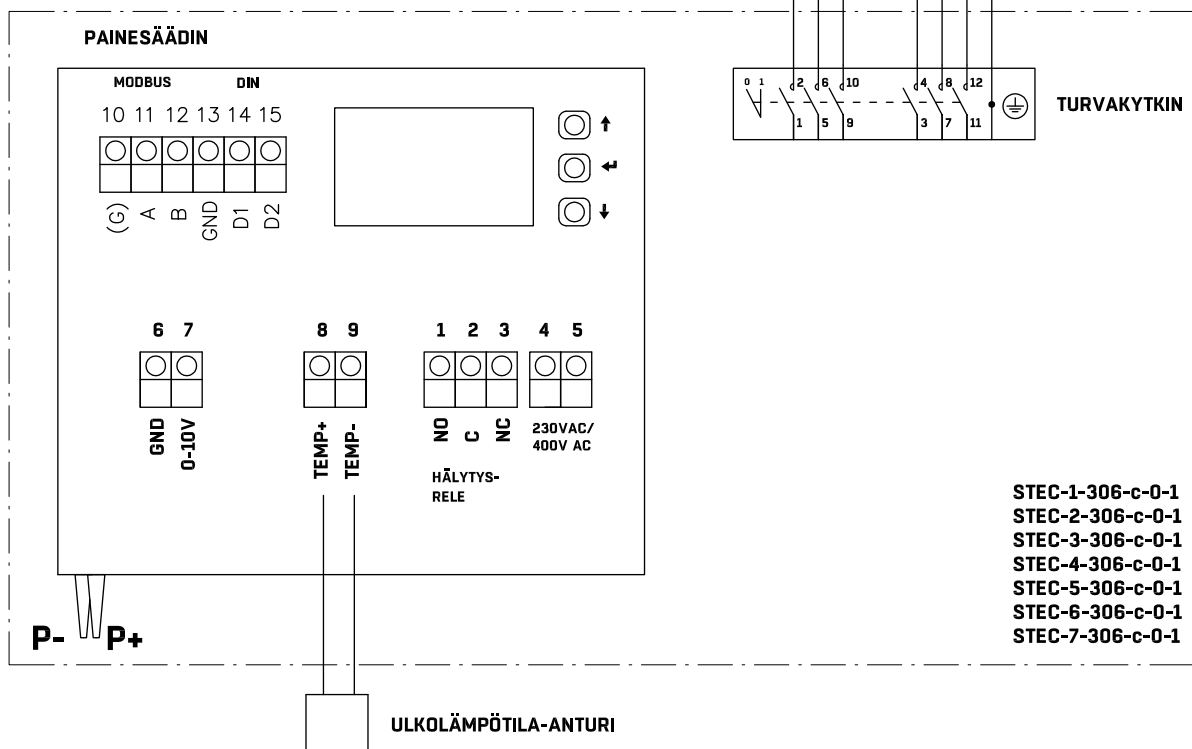 PAINESÄÄDIN
MODBUS DIN
10 11 12 13 14 15
(G) A B GND D1 D2
0 1 2 6 10 4 8 12
1 5 9 3 7 11
TURVAKYTKIN
6 7 8 9 1 2 3 4 5
GND 0-10V TEMP+ TEMP- NO C NC
230VAC/
400V AC
HÄLYTYS-
RELE
STEC-1-306-c-0-1
STEC-2-306-c-0-1
STEC-3-306-c-0-1
STEC-4-306-c-0-1
STEC-5-306-c-0-1
STEC-6-306-c-0-1
STEC-7-306-c-0-1
P- P+
ULKOLÄMPÖTILA-ANTURI